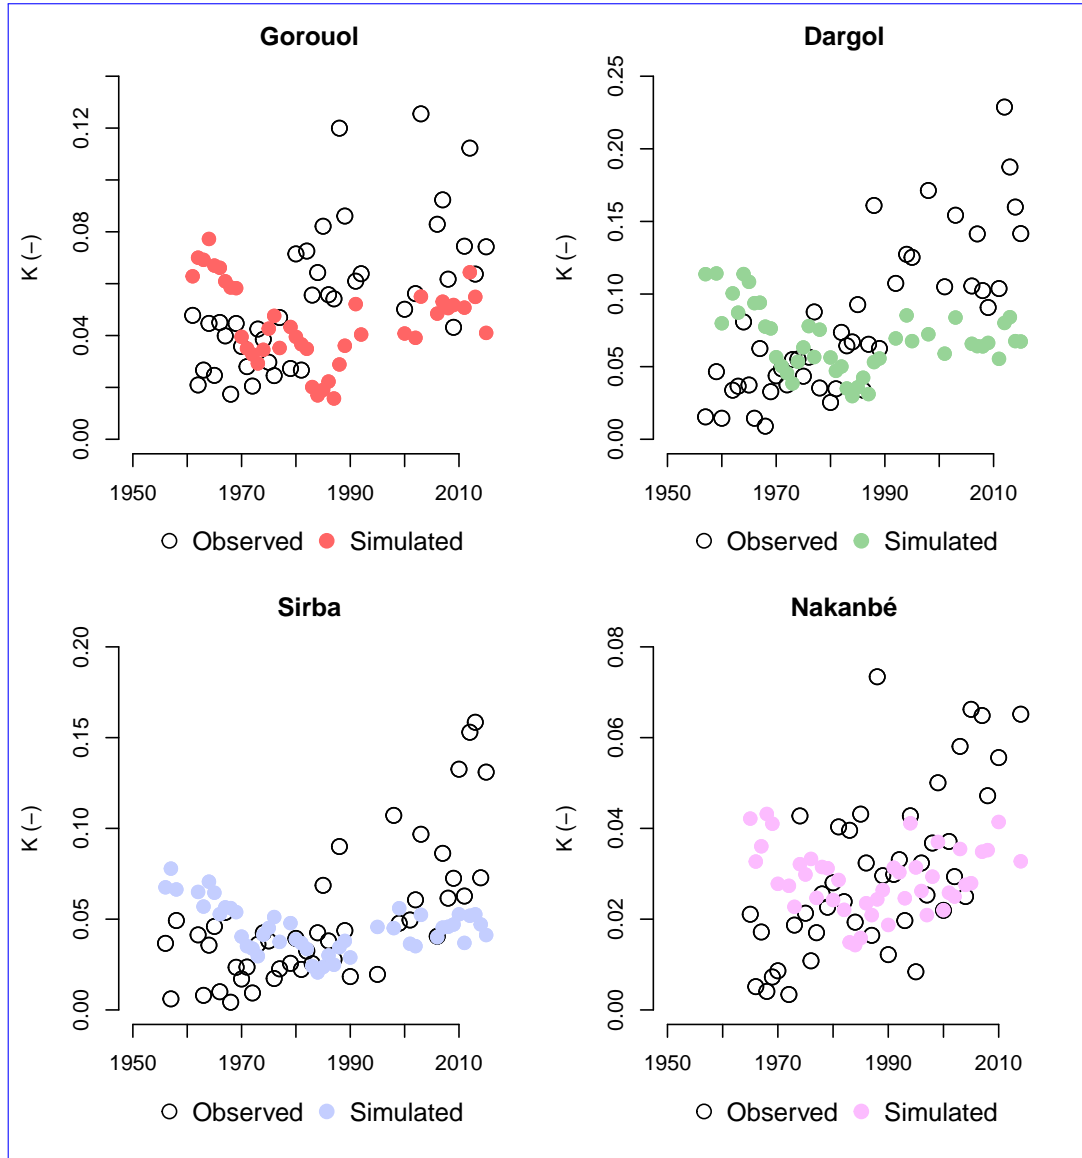 Gorouol
K (−)
0.00
0.04
0.08
0.12
1950
1970
1990
2010
Observed
Simulated
Dargol
K (−)
0.00
0.05
0.10
0.15
0.20
0.25
1950
1970
1990
2010
Observed
Simulated
Sirba
K (−)
0.00
0.05
0.10
0.15
0.20
1950
1970
1990
2010
Observed
Simulated
Nakanbé
K (−)
0.00
0.02
0.04
0.06
0.08
1950
1970
1990
2010
Observed
Simulated